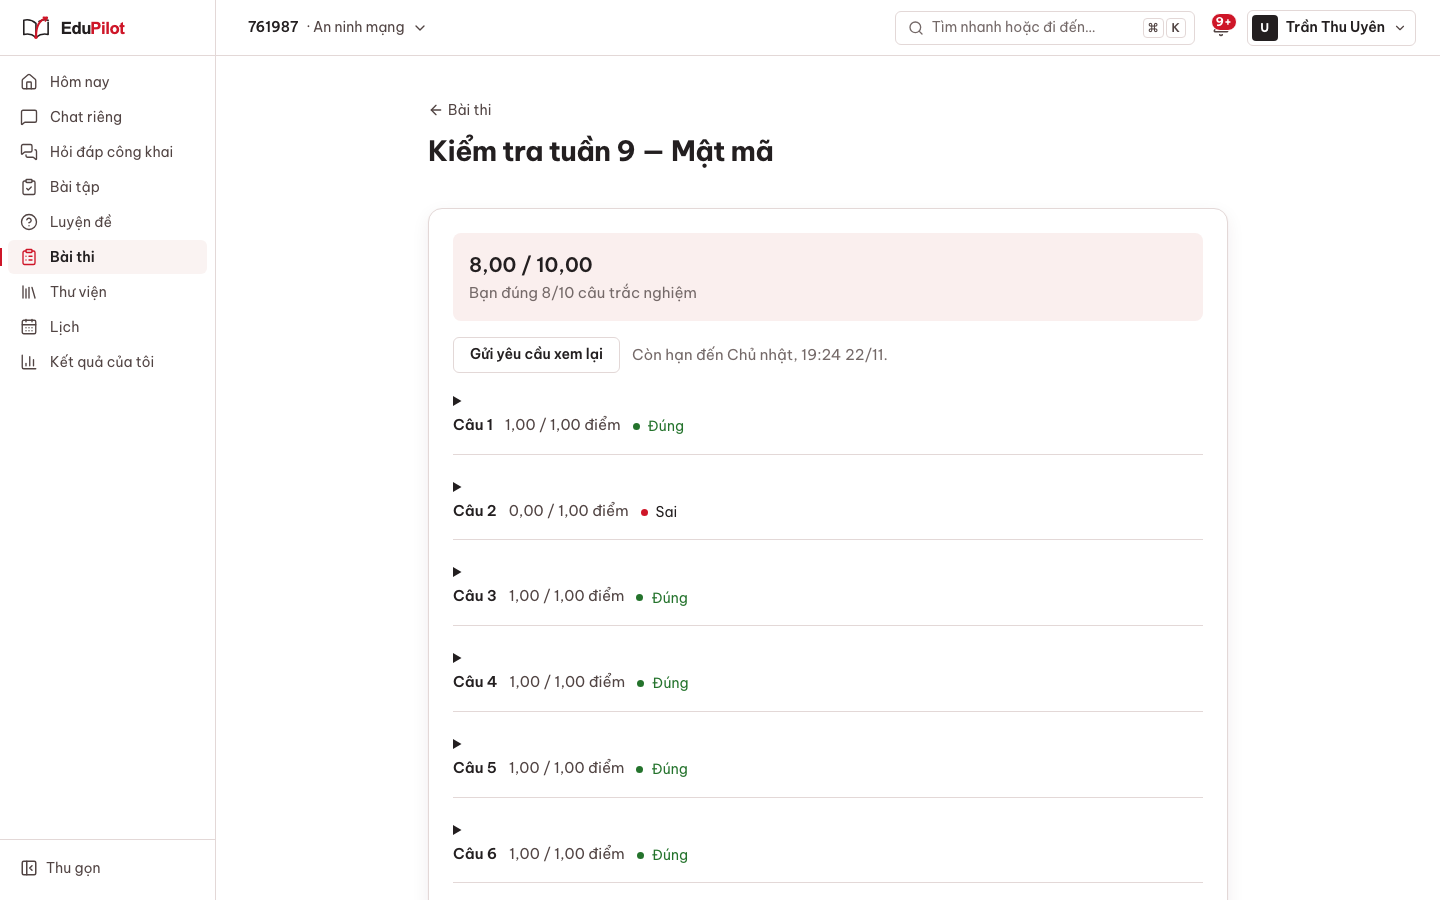 EduPilot
761987 · An ninh mạng
Tìm nhanh hoặc đi đến...
⌘ K
9+
U
Trần Thu Uyên
Hôm nay
Chat riêng
Hỏi đáp công khai
Bài tập
Luyện đề
Bài thi
Thư viện
Lịch
Kết quả của tôi
Thu gọn
← Bài thi
Kiểm tra tuần 9 — Mật mã
8,00 / 10,00
Bạn đúng 8/10 câu trắc nghiệm
Gửi yêu cầu xem lại
Còn hạn đến Chủ nhật, 19:24 22/11.
Câu 1 1,00 / 1,00 điểm Đúng
Câu 2 0,00 / 1,00 điểm Sai
Câu 3 1,00 / 1,00 điểm Đúng
Câu 4 1,00 / 1,00 điểm Đúng
Câu 5 1,00 / 1,00 điểm Đúng
Câu 6 1,00 / 1,00 điểm Đúng